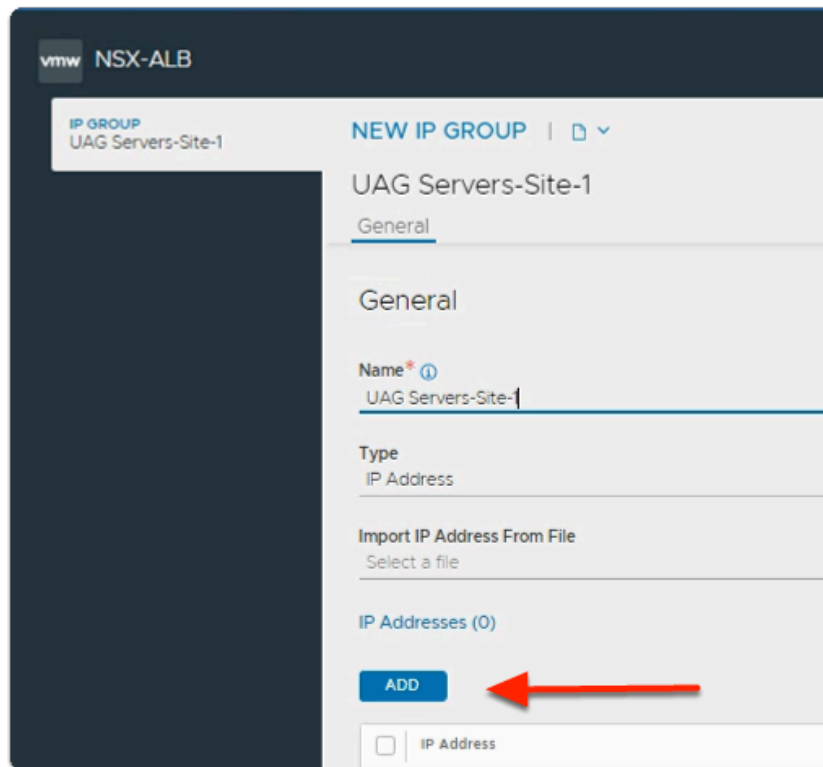 vmw NSX-ALB
IP GROUP
UAG Servers-Site-1
NEW IP GROUP
UAG Servers-Site-1
General
General
Name*
UAG Servers-Site-1
Type
IP Address
Import IP Address From File
Select a file
IP Addresses (0)
ADD
IP Address